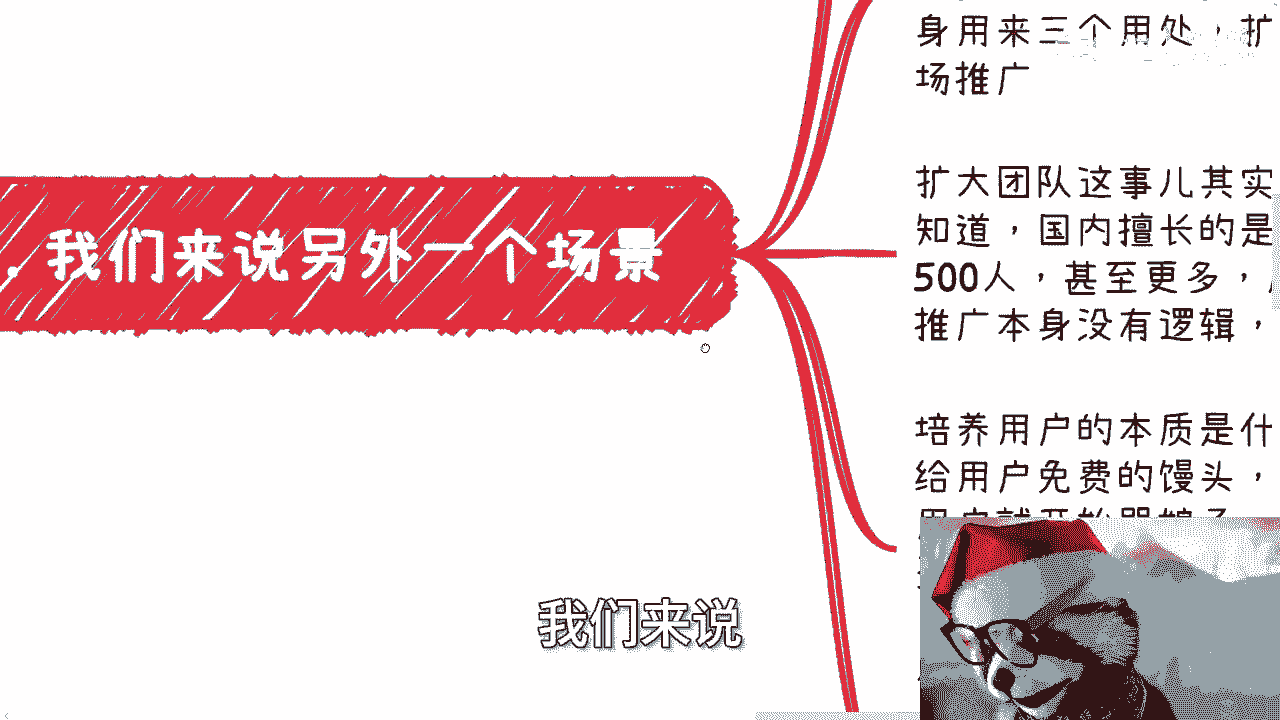 身用来三个用处，扩
场推广
. 我们来说另外一个场景
扩大团队这事儿其实
知道，国内擅长的是
500人，甚至更多，
推广本身没有逻辑，
培养用户的本质是什
给用户免费的馒头，
我们来说